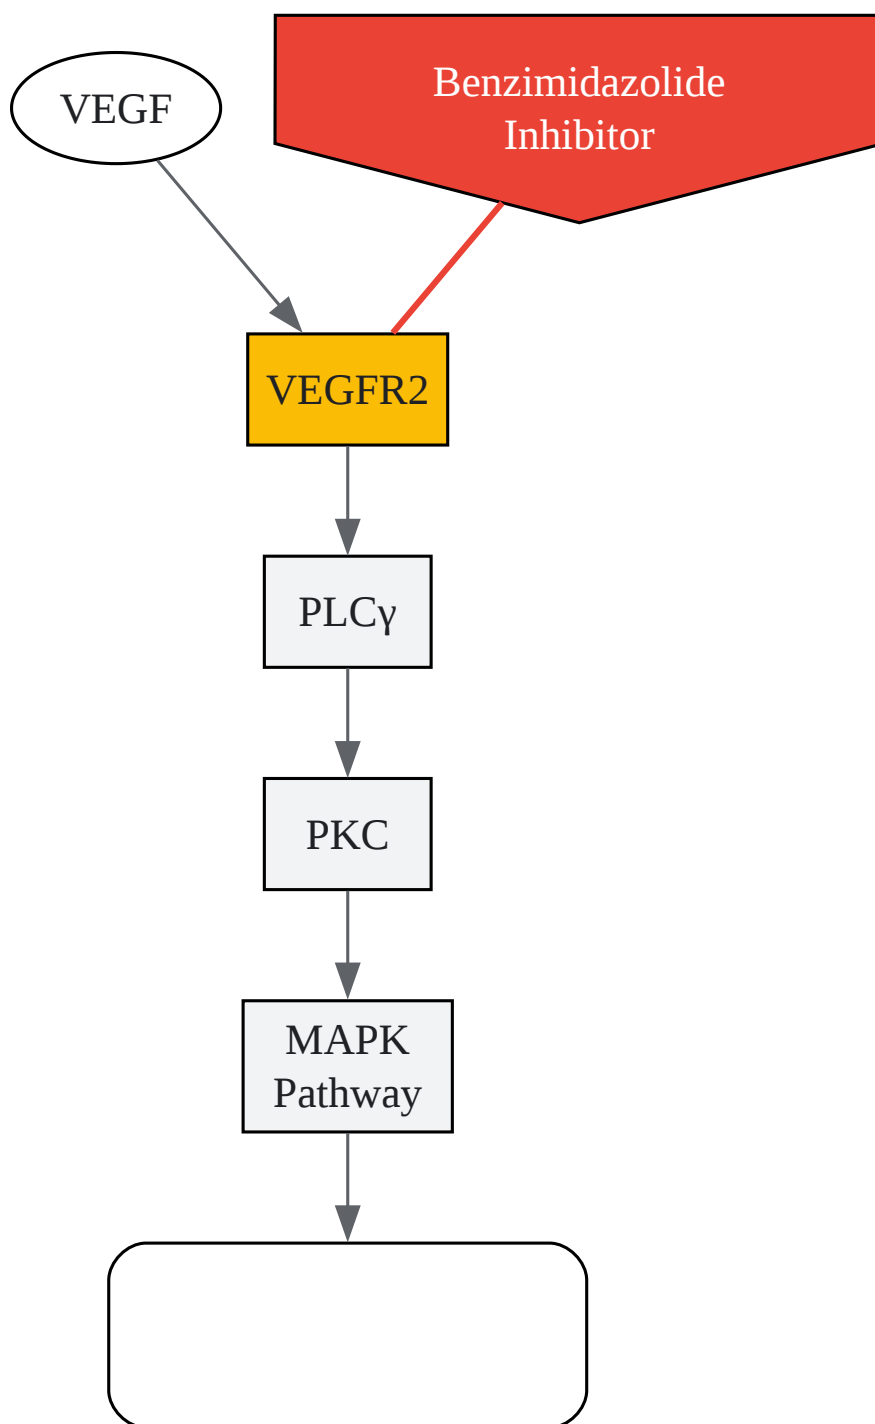 VEGF
Benzimidazolide
Inhibitor
VEGFR2
PLCγ
PKC
MAPK
Pathway